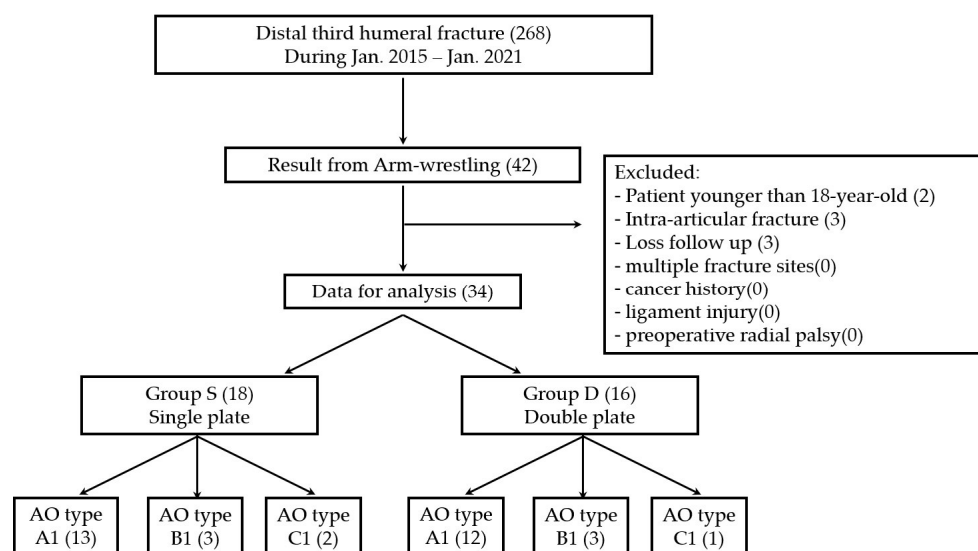 Distal third humeral fracture (268)
During Jan. 2015 – Jan. 2021
Result from Arm-wrestling (42)
Excluded:
- Patient younger than 18-year-old (2)
- Intra-articular fracture (3)
- Loss follow up (3)
- multiple fracture sites(0)
- cancer history(0)
- ligament injury(0)
- preoperative radial palsy(0)
Data for analysis (34)
Group S (18)
Single plate
Group D (16)
Double plate
AO type
A1 (13)
AO type
B1 (3)
AO type
C1 (2)
AO type
A1 (12)
AO type
B1 (3)
AO type
C1 (1)